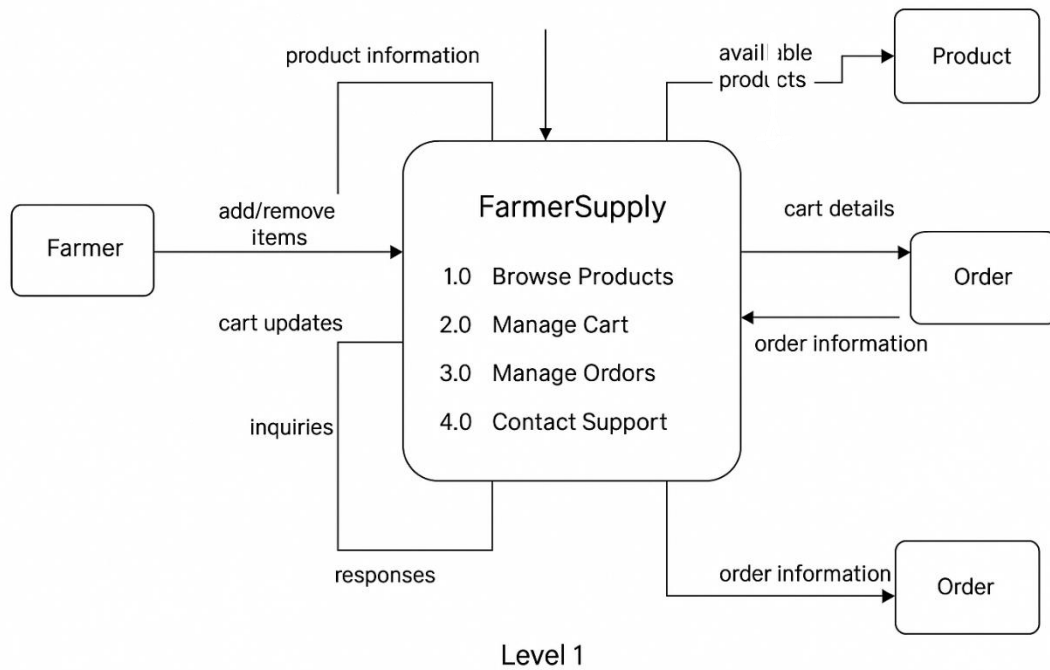 product information
available
products
Product
Farmer
add/remove
items
FarmerSupply
1.0 Browse Products
2.0 Manage Cart
3.0 Manage Ordors
4.0 Contact Support
cart details
Order
order information
cart updates
inquiries
responses
order information
Order
Level 1